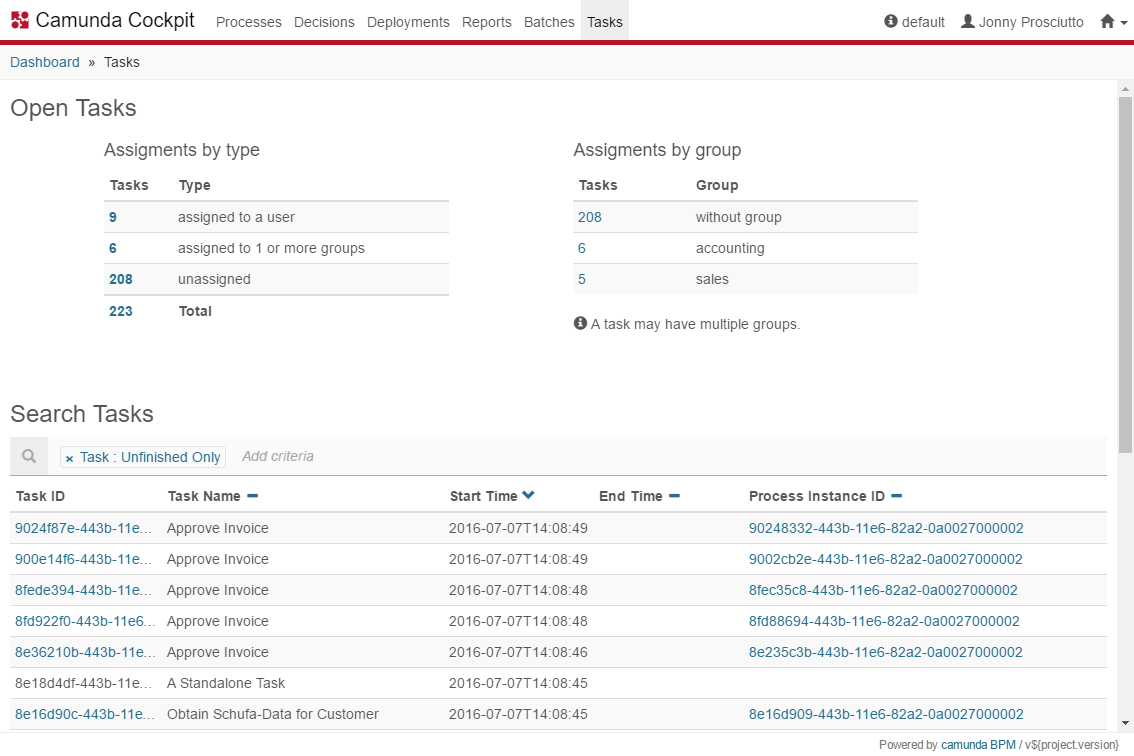 Camunda Cockpit Processes Decisions Deployments Reports Batches Tasks default Jonny Prosciutto
Dashboard » Tasks
Open Tasks
Assigments by type
Tasks Type
9 assigned to a user
6 assigned to 1 or more groups
208 unassigned
223 Total
Assigments by group
Tasks Group
208 without group
6 accounting
5 sales
A task may have multiple groups.
Search Tasks
× Task : Unfinished Only Add criteria
Task ID Task Name Start Time End Time Process Instance ID
9024f87e-443b-11e... Approve Invoice 2016-07-07T14:08:49 90248332-443b-11e6-82a2-0a0027000002
900e14f6-443b-11e... Approve Invoice 2016-07-07T14:08:49 9002cb2e-443b-11e6-82a2-0a0027000002
8fede394-443b-11e... Approve Invoice 2016-07-07T14:08:48 8fec35c8-443b-11e6-82a2-0a0027000002
8fd922f0-443b-11e6... Approve Invoice 2016-07-07T14:08:48 8fd88694-443b-11e6-82a2-0a0027000002
8e36210b-443b-11e... Approve Invoice 2016-07-07T14:08:46 8e235c3b-443b-11e6-82a2-0a0027000002
8e18d4df-443b-11e... A Standalone Task 2016-07-07T14:08:45
8e16d90c-443b-11e... Obtain Schufa-Data for Customer 2016-07-07T14:08:45 8e16d909-443b-11e6-82a2-0a0027000002
Powered by camunda BPM / v${project.version}